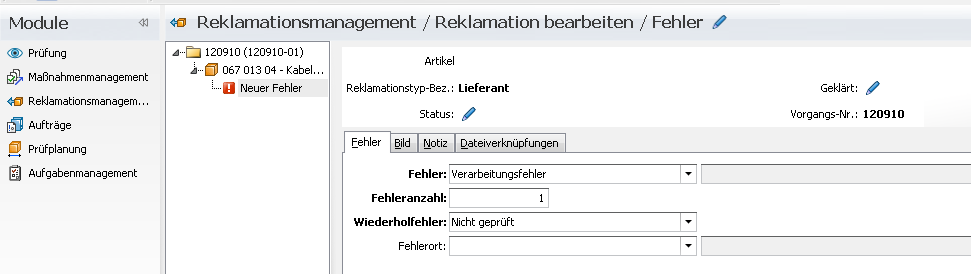 Module
Reklamationsmanagement / Reklamation bearbeiten / Fehler
Prüfung
Maßnahmenmanagement
Reklamationsmanagem...
Aufträge
Prüfplanung
Aufgabenmanagement
120910 (120910-01)
067 013 04 - Kabel...
Neuer Fehler
Artikel
Reklamationstyp-Bez.: Lieferant
Geklärt:
Status:
Vorgangs-Nr.: 120910
Fehler
Bild
Notiz
Dateiverknüpfungen
Fehler: Verarbeitungsfehler
Fehleranzahl: 1
Wiederholfehler: Nicht geprüft
Fehlerort: